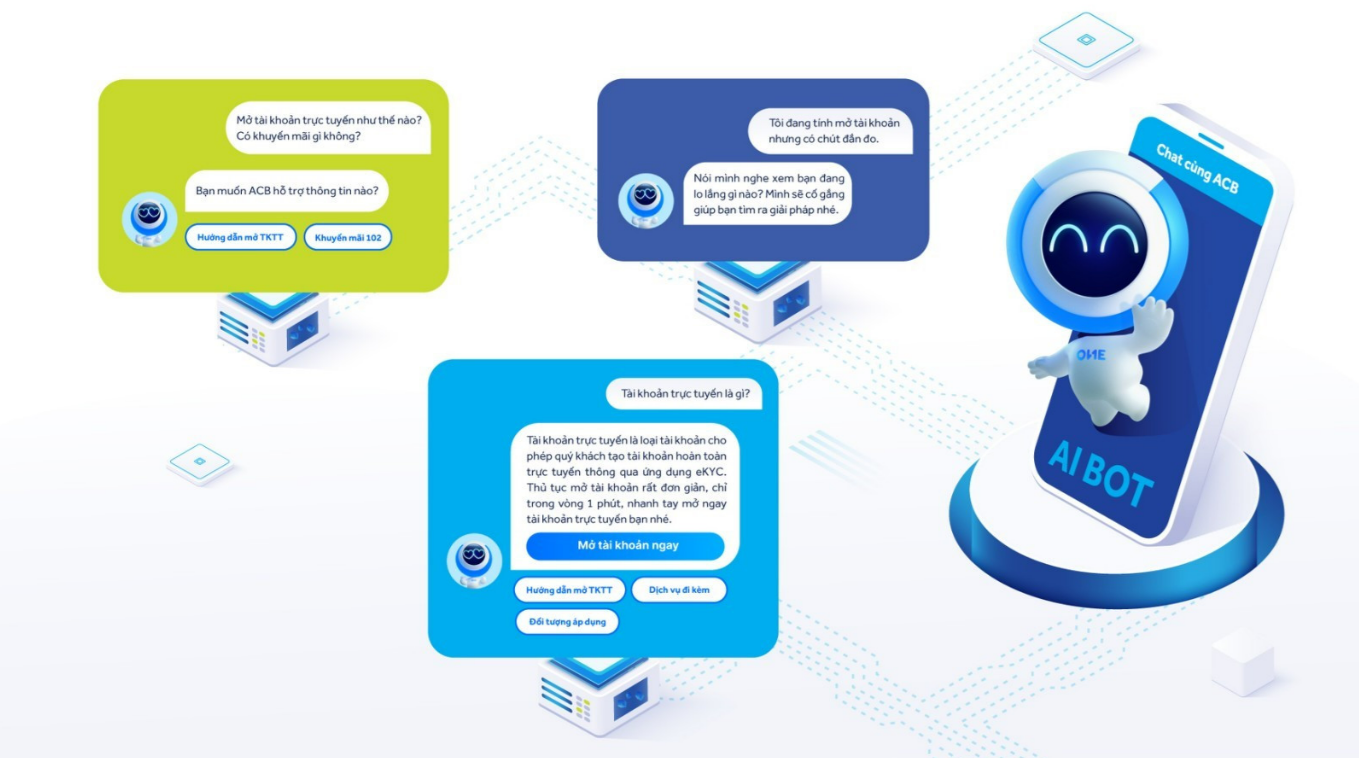 Mở tài khoản trực tuyến như thế nào?
Có khuyến mãi gì không?
Bạn muốn ACB hỗ trợ thông tin nào?
Hướng dẫn mở TKTT
Khuyến mãi 102
Tôi đang tính mở tài khoản
nhưng có chút đắn đo.
Nói mình nghe xem bạn đang
lo lắng gì nào? Mình sẽ cố gắng
giúp bạn tìm ra giải pháp nhé.
Chat cùng ACB
ONE
AI BOT
Tài khoản trực tuyến là gì?
Tài khoản trực tuyến là loại tài khoản cho
phép quý khách tạo tài khoản hoàn toàn
trực tuyến thông qua ứng dụng eKYC.
Thủ tục mở tài khoản rất đơn giản, chỉ
trong vòng 1 phút, nhanh tay mở ngay
tài khoản trực tuyến bạn nhé.
Mở tài khoản ngay
Hướng dẫn mở TKTT
Dịch vụ đi kèm
Đối tượng áp dụng